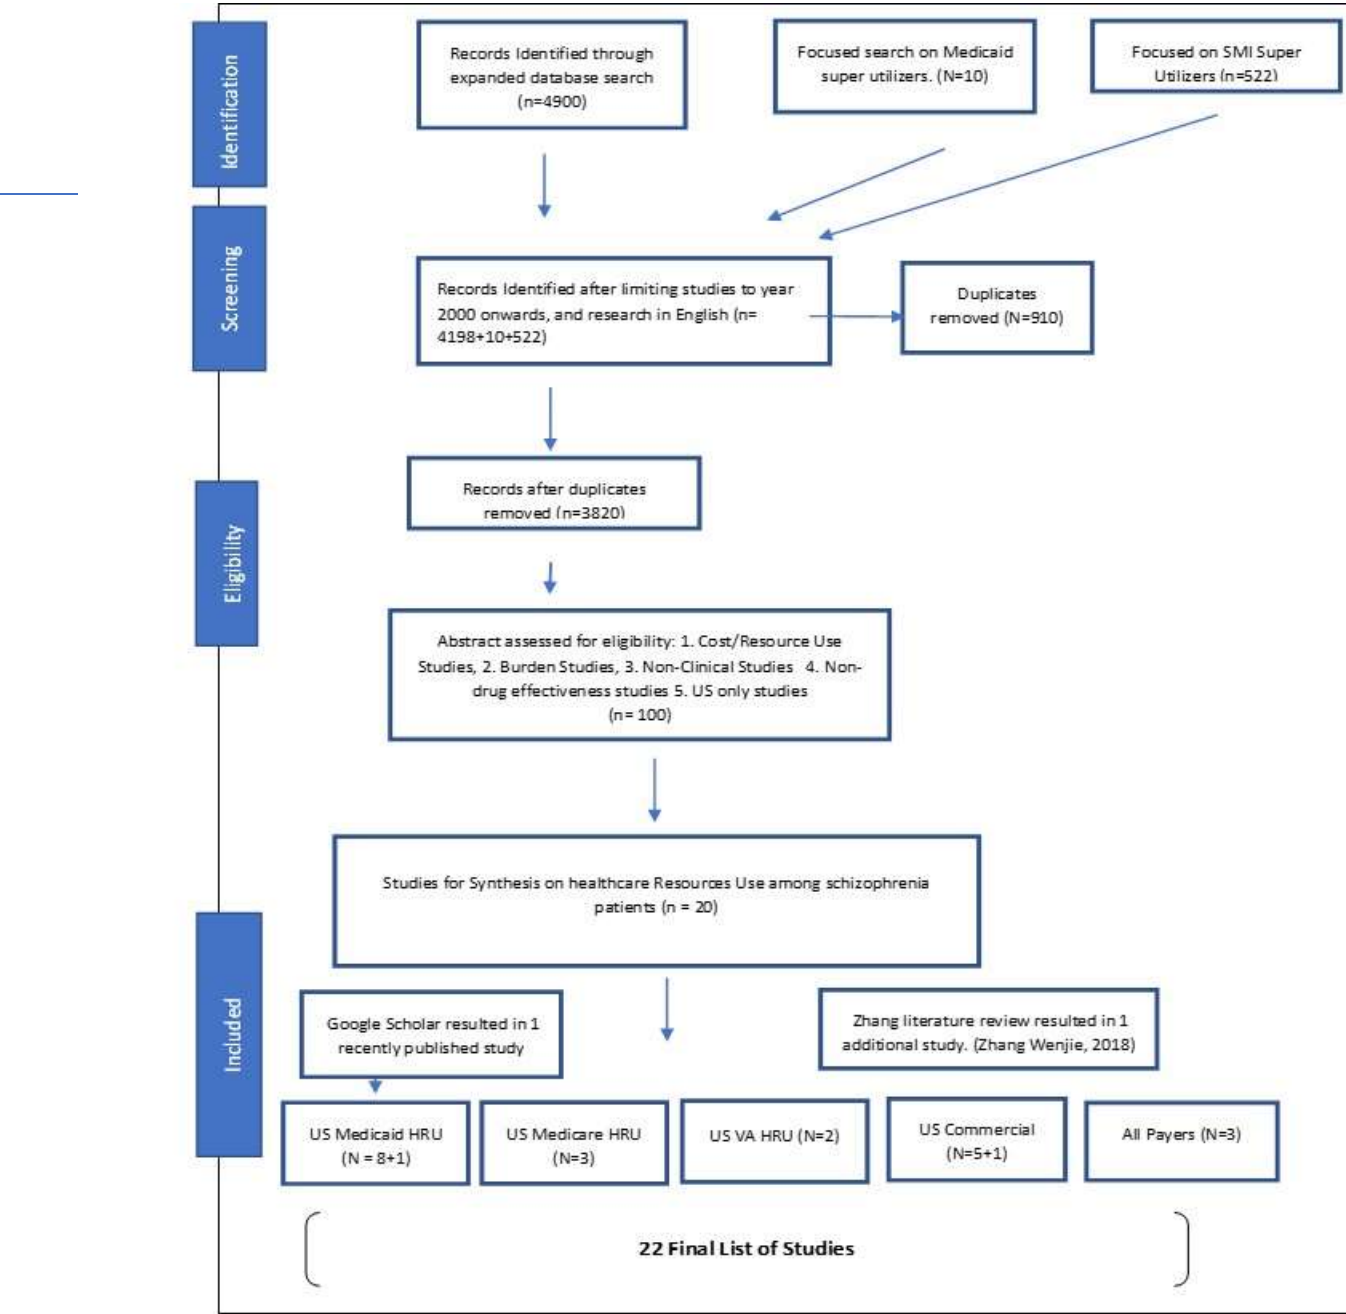 Identification
Records Identified through
expanded database search
(n=4900)
Focused search on Medicaid
super utilizers. (N=10)
Focused on SMI Super
Utilizers (n=522)
Screening
Records Identified after limiting studies to year
2000 onwards, and research in English (n=
4198+10+522)
Duplicates
removed (N=910)
Eligibility
Records after duplicates
removed (n=3820)
Abstract assessed for eligibility: 1. Cost/Resource Use
Studies, 2. Burden Studies, 3. Non-Clinical Studies 4. Non-
drug effectiveness studies 5. US only studies
(n= 100)
Included
Studies for Synthesis on healthcare Resources Use among schizophrenia
patients (n = 20)
Google Scholar resulted in 1
recently published study
Zhang literature review resulted in 1
additional study. (Zhang Wenjie, 2018)
US Medicaid HRU
(N = 8+1)
US Medicare HRU
(N=3)
US VA HRU (N=2)
US Commercial
(N=5+1)
All Payers (N=3)
22 Final List of Studies